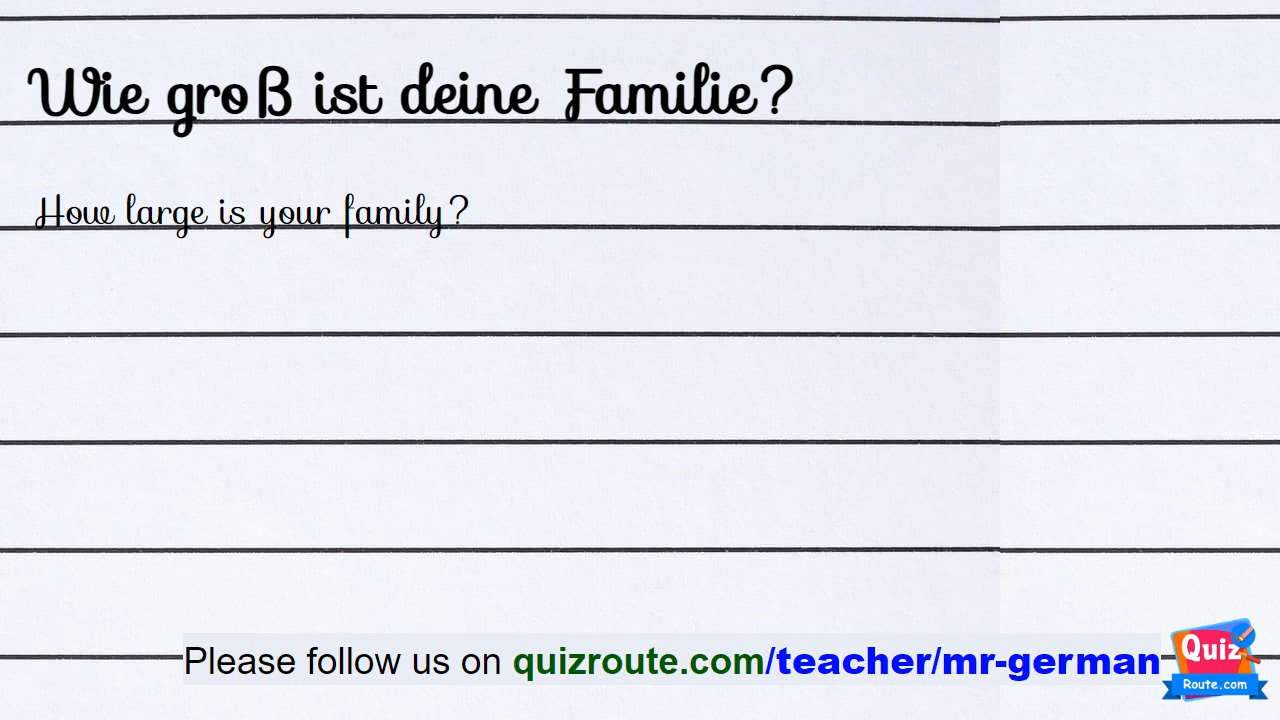 Wie groß ist deine Familie?
How large is your family?
Please follow us on quizroute.com/teacher/mr-german
Quiz
Route.com